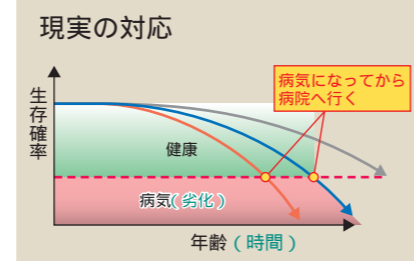 現実の対応
病気になってから
病院へ行く
生存確率
健康
病気(劣化)
年齢(時間)